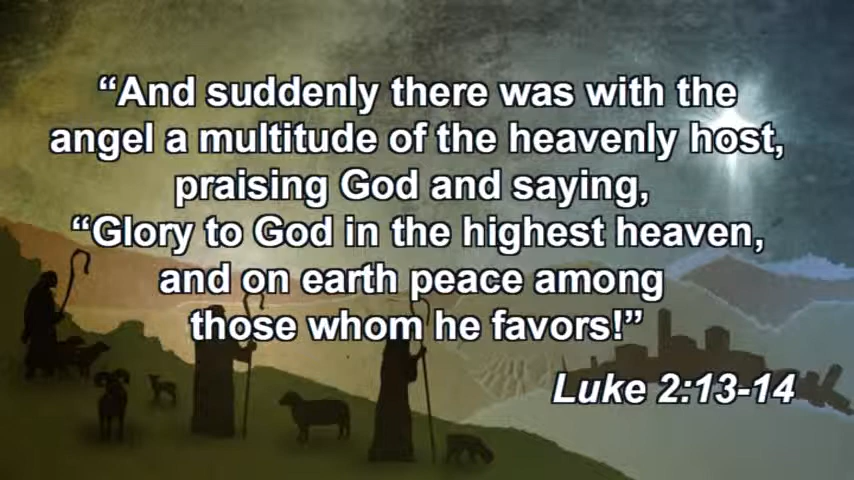 “And suddenly there was with the
angel a multitude of the heavenly host,
praising God and saying,
“Glory to God in the highest heaven,
and on earth peace among
those whom he favors!”
Luke 2:13-14